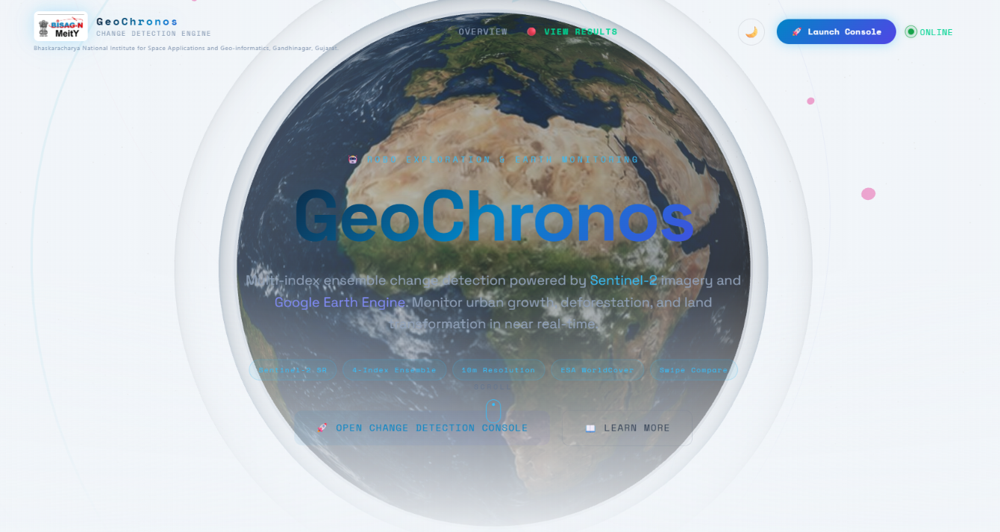 BISAG-N
MeitY
GeoChronos
CHANGE DETECTION ENGINE
Bhaskaracharya National Institute for Space Applications and Geo-informatics, Gandhinagar, Gujarat.
OVERVIEW
VIEW RESULTS
Launch Console
ONLINE
EXPLORATION & EARTH MONITORING
GeoChronos
Multi-index ensemble change detection powered by Sentinel-2 imagery and
Google Earth Engine. Monitor urban growth, deforestation, and land
transformation in near real-time.
Sentinel-2 SR
4-Index Ensemble
10m Resolution
ESA WorldCover
Swipe Compare
SCROLL
OPEN CHANGE DETECTION CONSOLE
LEARN MORE